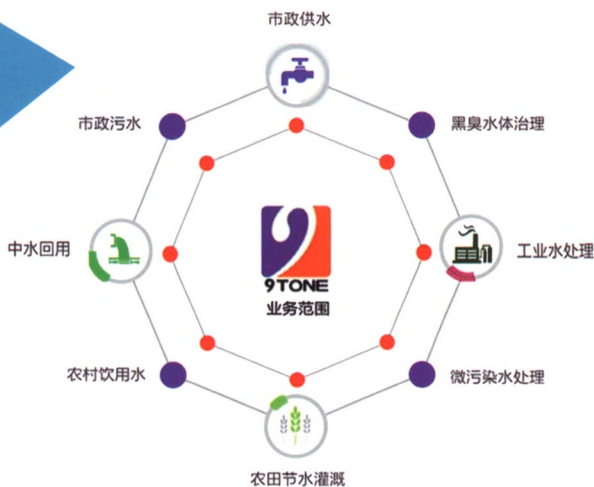 市政供水
市政污水
黑臭水体治理
中水回用
工业水处理
9TONE
业务范围
农村饮用水
微污染水处理
农田节水灌溉